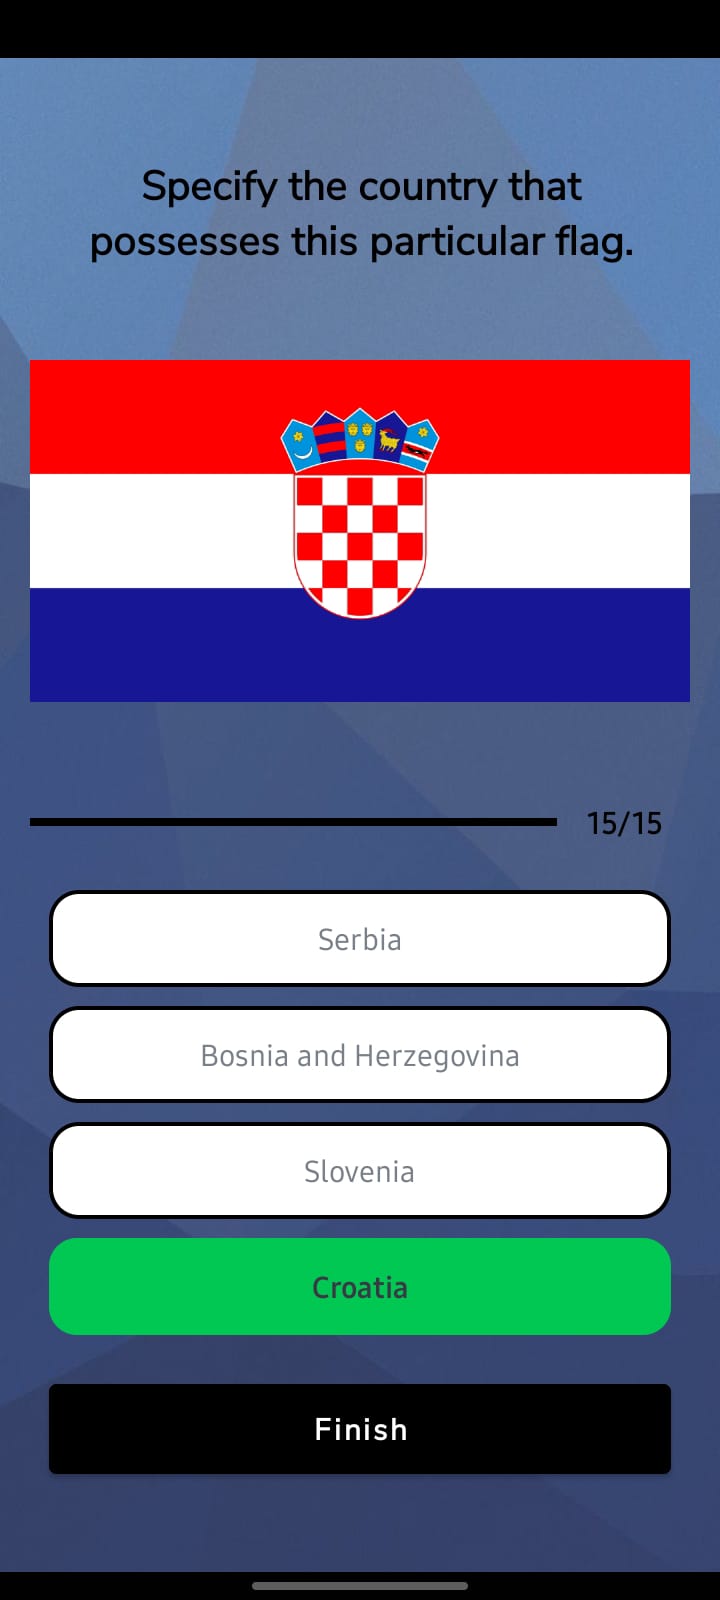 Specify the country that
possesses this particular flag.
15/15
Serbia
Bosnia and Herzegovina
Slovenia
Croatia
Finish